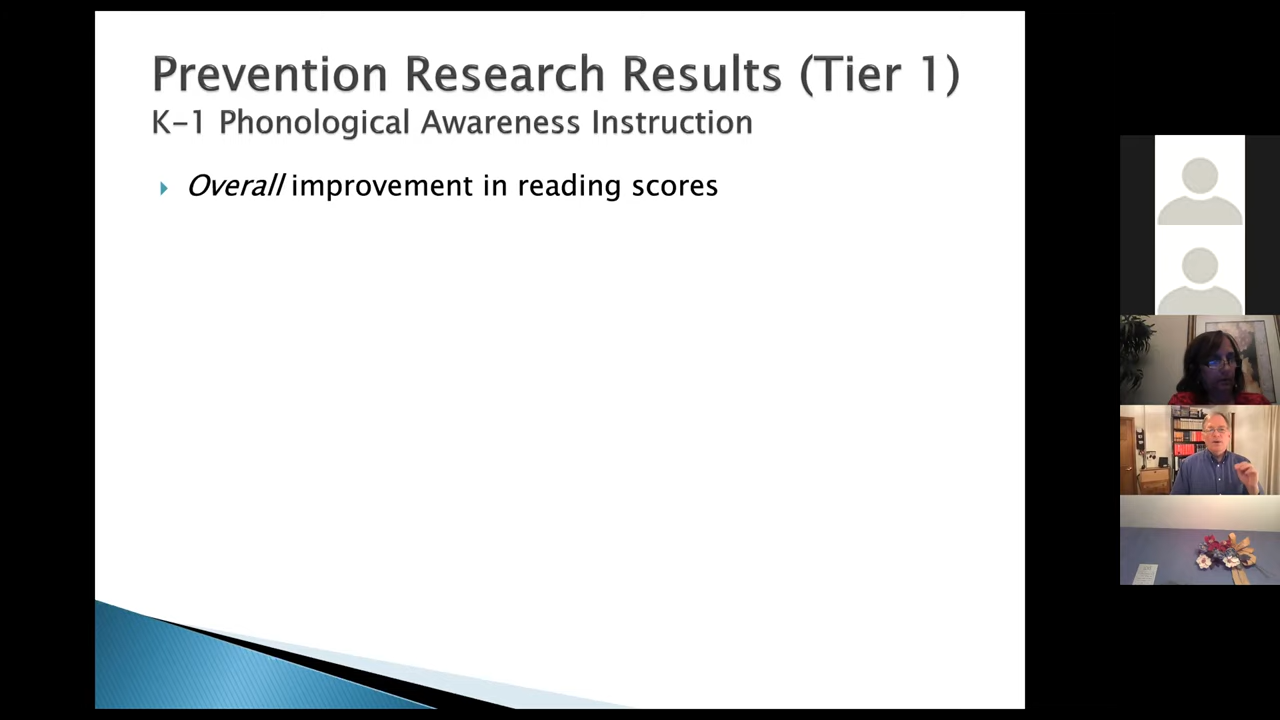 Prevention Research Results (Tier 1)
K-1 Phonological Awareness Instruction
Overall improvement in reading scores